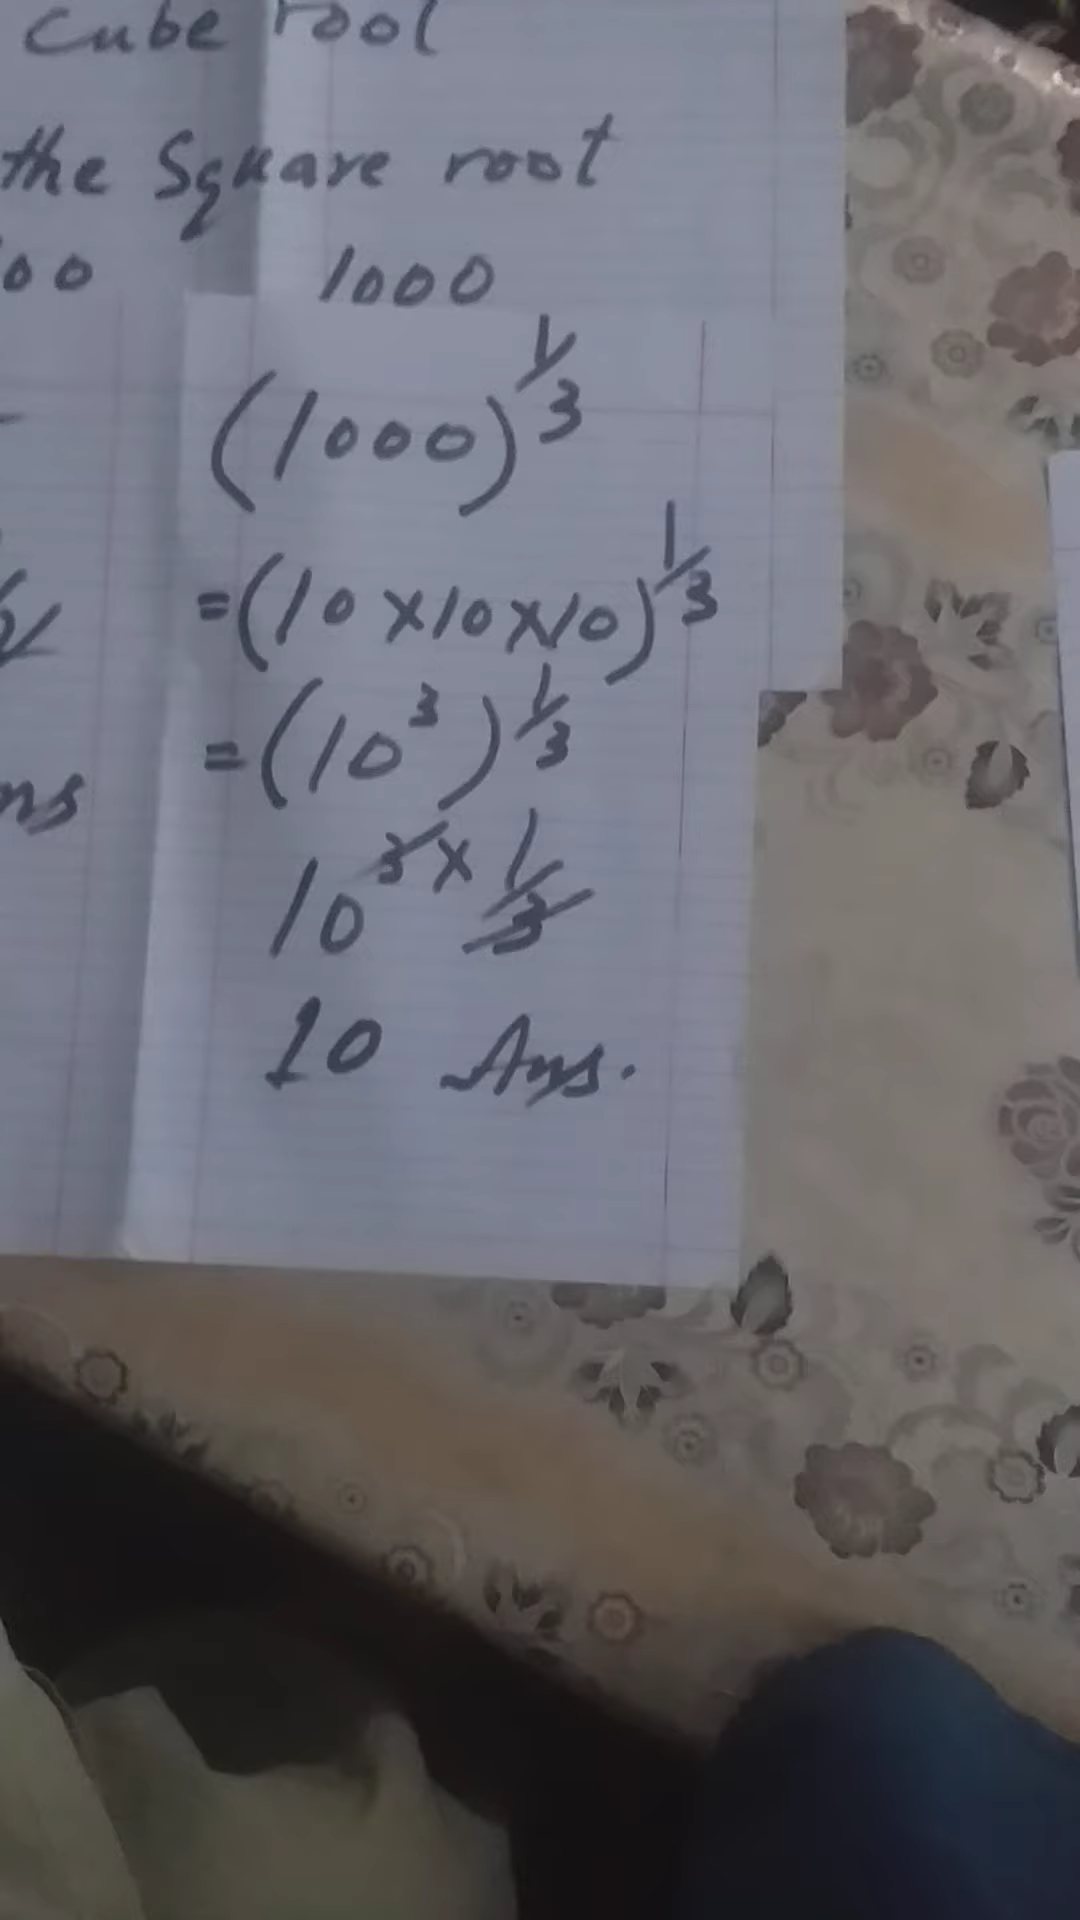 Cube root
the Square root
00 1000
(1000)^1/3
=(10×10×10)^1/3
=(10^3)^1/3
10^3×1/3
10 Ans.